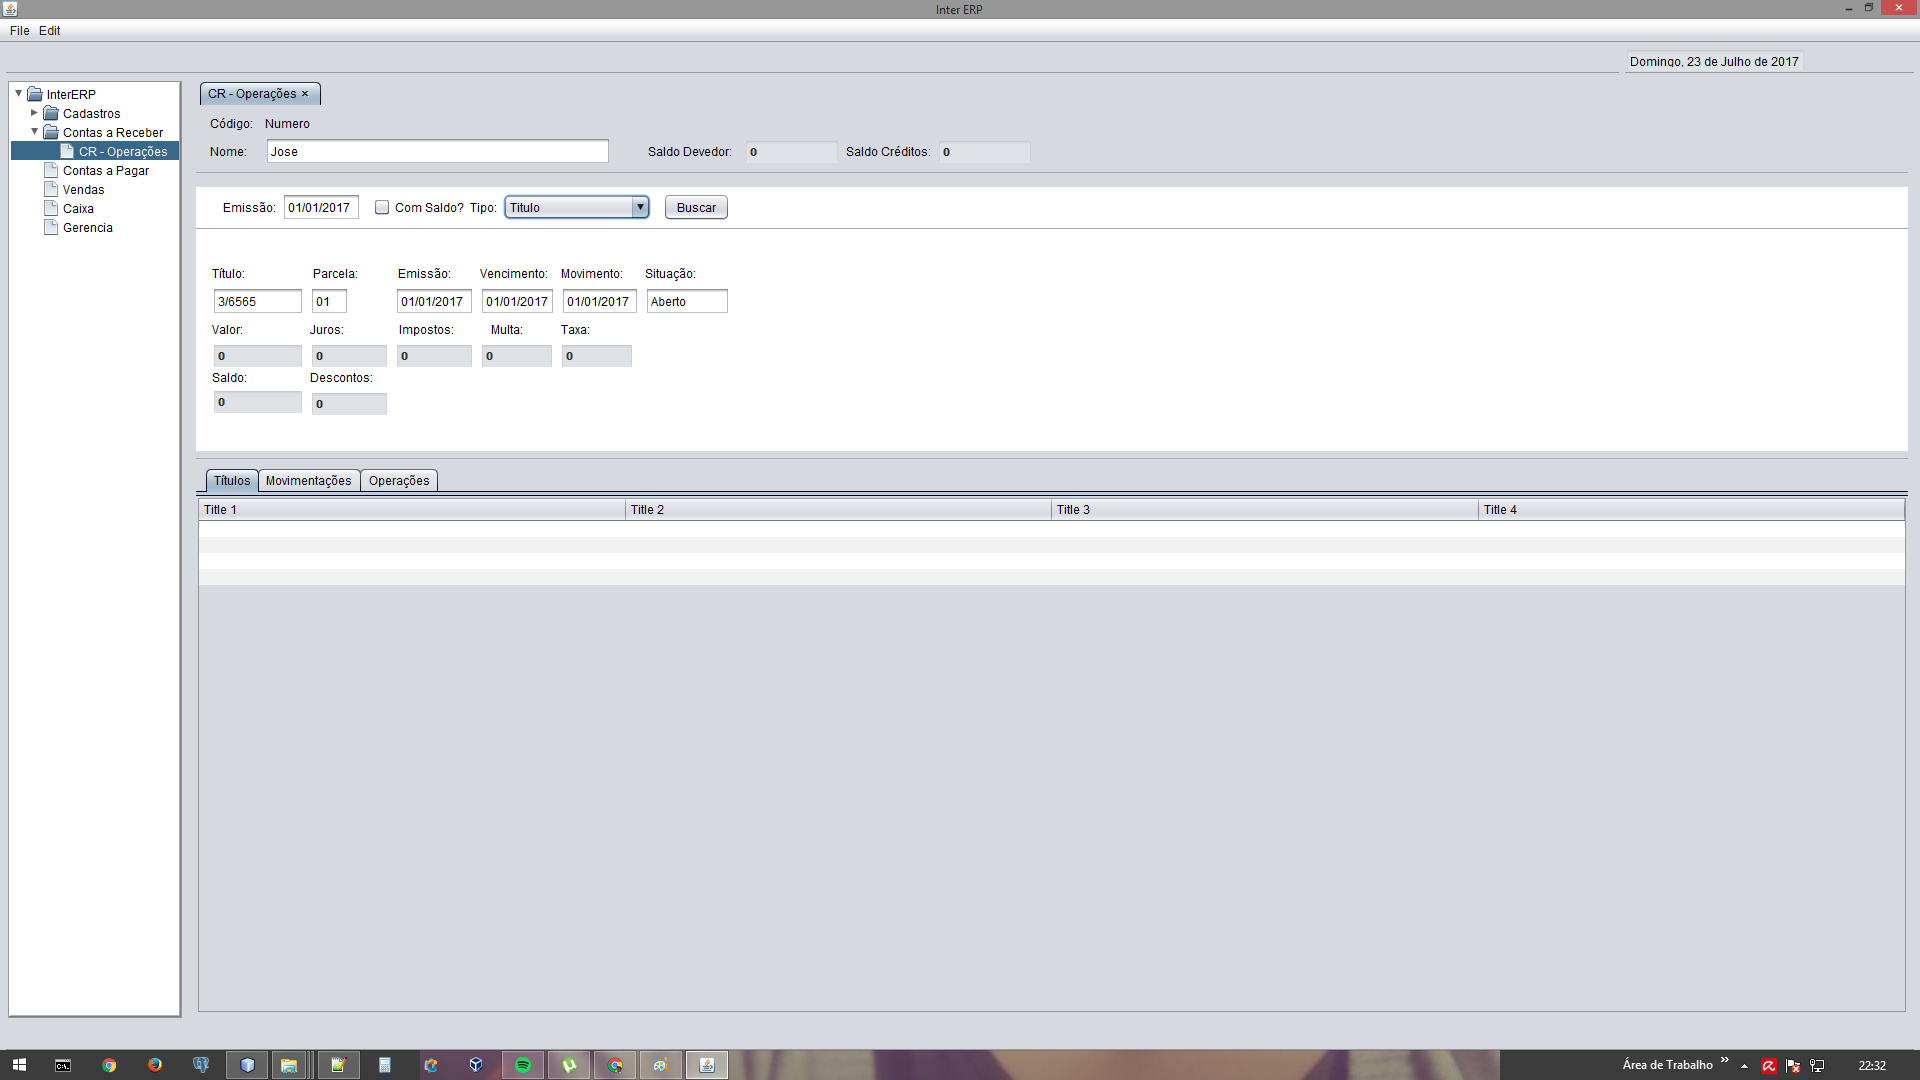 Inter ERP
File Edit
Domingo, 23 de Julho de 2017
InterERP
Cadastros
Contas a Receber
CR - Operações
Contas a Pagar
Vendas
Caixa
Gerencia
CR - Operações ×
Código: Numero
Nome: Jose Saldo Devedor: 0 Saldo Créditos: 0
Emissão: 01/01/2017 Com Saldo? Tipo: Titulo Buscar
Título: Parcela: Emissão: Vencimento: Movimento: Situação:
3/6565 01 01/01/2017 01/01/2017 01/01/2017 Aberto
Valor: Juros: Impostos: Multa: Taxa:
0 0 0 0 0
Saldo: Descontos:
0 0
Títulos Movimentações Operações
Title 1 Title 2 Title 3 Title 4
Área de Trabalho » 22:32